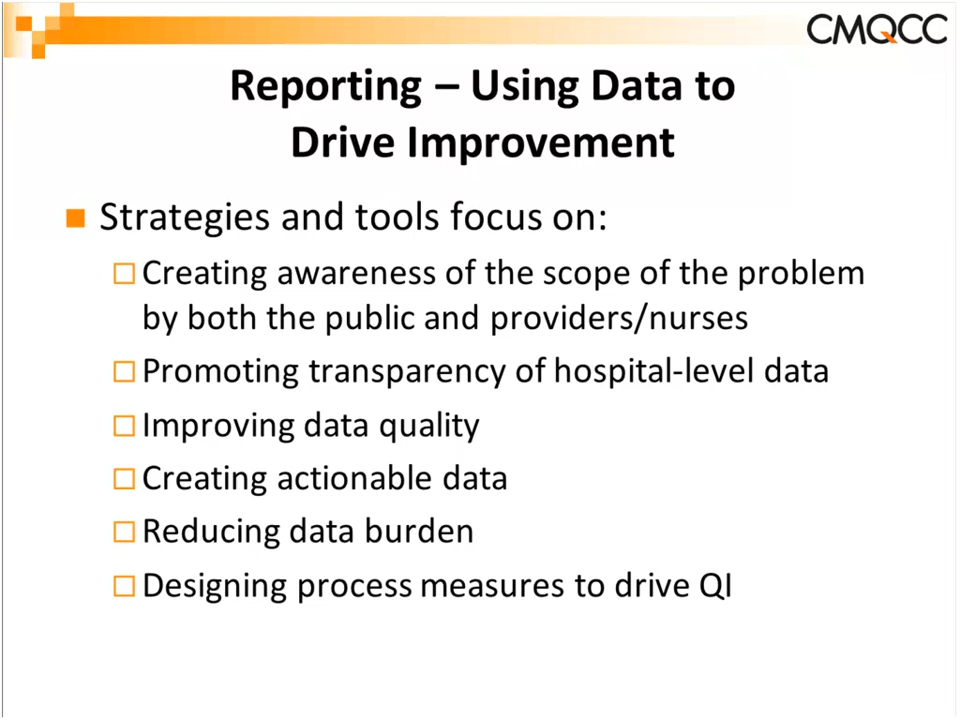 CMQCC
Reporting – Using Data to
Drive Improvement
Strategies and tools focus on:
Creating awareness of the scope of the problem
by both the public and providers/nurses
Promoting transparency of hospital-level data
Improving data quality
Creating actionable data
Reducing data burden
Designing process measures to drive QI